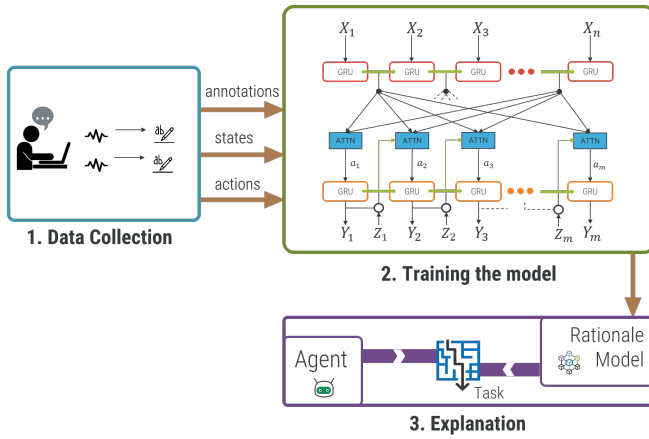 X1 X2 X3 Xn
GRU GRU GRU GRU
annotations
states
actions
ab
ab
ATTN ATTN ATTN ATTN
a1 a2 a3 am
GRU GRU GRU GRU
Y1 Z1 Y2 Z2 Y3 Zm Ym
1. Data Collection
2. Training the model
Agent
Task
Rationale
Model
3. Explanation